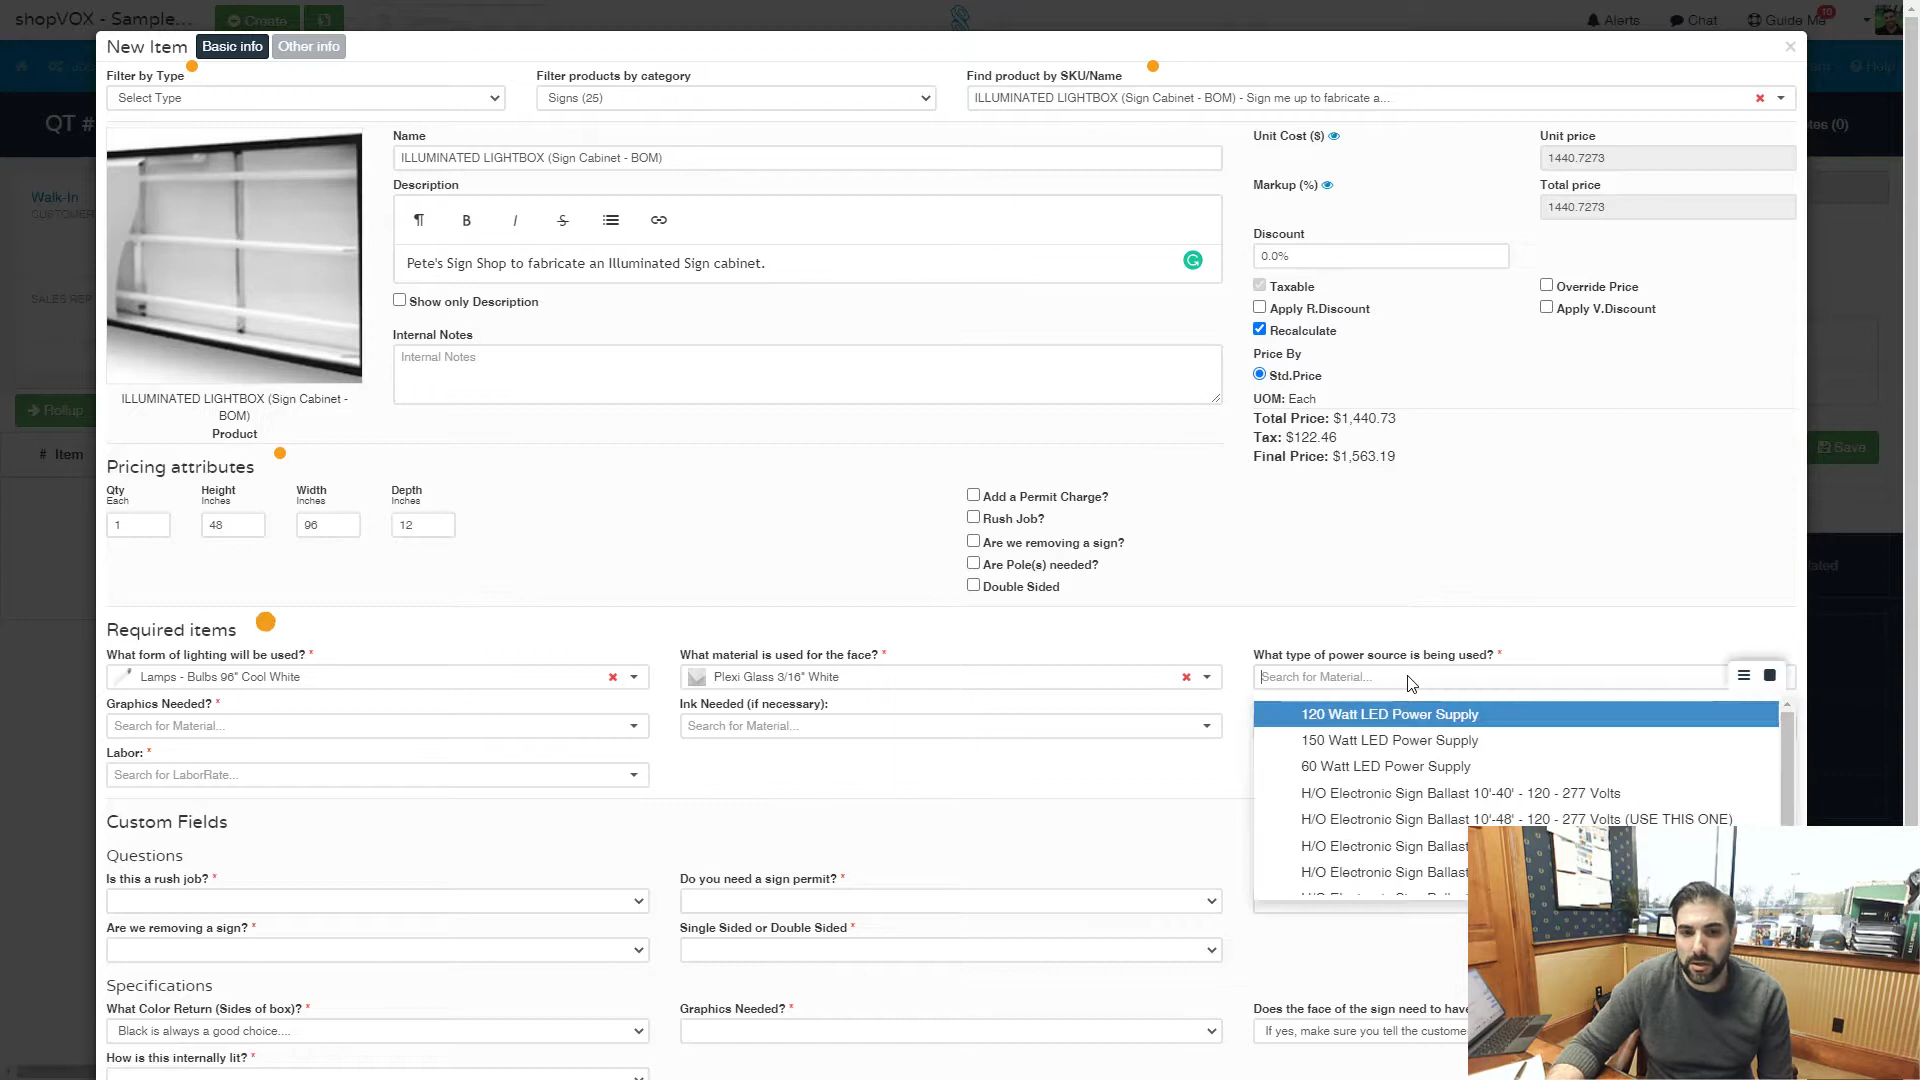 shopVOX - Sample...
Create
Alerts
Chat
Guide Me
10
New Item
Basic info
Other info
×
Help
Filter by Type
Filter products by category
Find product by SKU/Name
Select Type
Signs (25)
ILLUMINATED LIGHTBOX (Sign Cabinet - BOM) - Sign me up to fabricate a...
QT #
tes (0)
Name
ILLUMINATED LIGHTBOX (Sign Cabinet - BOM)
Unit Cost ($)
Unit price
1440.7273
Description
Markup (%)
Total price
1440.7273
Walk-In
CUSTOMER
B I S
Discount
0.0%
Pete's Sign Shop to fabricate an Illuminated Sign cabinet.
Taxable
Override Price
SALES REP
Show only Description
Apply R.Discount
Apply V.Discount
Recalculate
Internal Notes
Internal Notes
Price By
Std.Price
ILLUMINATED LIGHTBOX (Sign Cabinet -
BOM)
Product
UOM: Each
Total Price: $1,440.73
Tax: $122.46
Final Price: $1,563.19
Rollup
# Item
Save
Pricing attributes
Qty
Each
1
Height
Inches
48
Width
Inches
96
Depth
Inches
12
Add a Permit Charge?
Rush Job?
Are we removing a sign?
Are Pole(s) needed?
Double Sided
lated
Required items
What form of lighting will be used? *
What material is used for the face? *
What type of power source is being used? *
Lamps - Bulbs 96" Cool White
Plexi Glass 3/16" White
Search for Material...
Graphics Needed? *
Ink Needed (if necessary):
Search for Material...
Search for Material...
Labor: *
Search for LaborRate...
120 Watt LED Power Supply
150 Watt LED Power Supply
60 Watt LED Power Supply
H/O Electronic Sign Ballast 10'-40' - 120 - 277 Volts
H/O Electronic Sign Ballast 10'-48' - 120 - 277 Volts (USE THIS ONE)
H/O Electronic Sign Ballast
H/O Electronic Sign Ballast
H/O Electronic Sign Ballast
Custom Fields
Questions
Is this a rush job? *
Do you need a sign permit? *
Are we removing a sign? *
Single Sided or Double Sided *
Specifications
What Color Return (Sides of box)? *
Graphics Needed? *
Does the face of the sign need to have
Black is always a good choice....
If yes, make sure you tell the custome
How is this internally lit? *